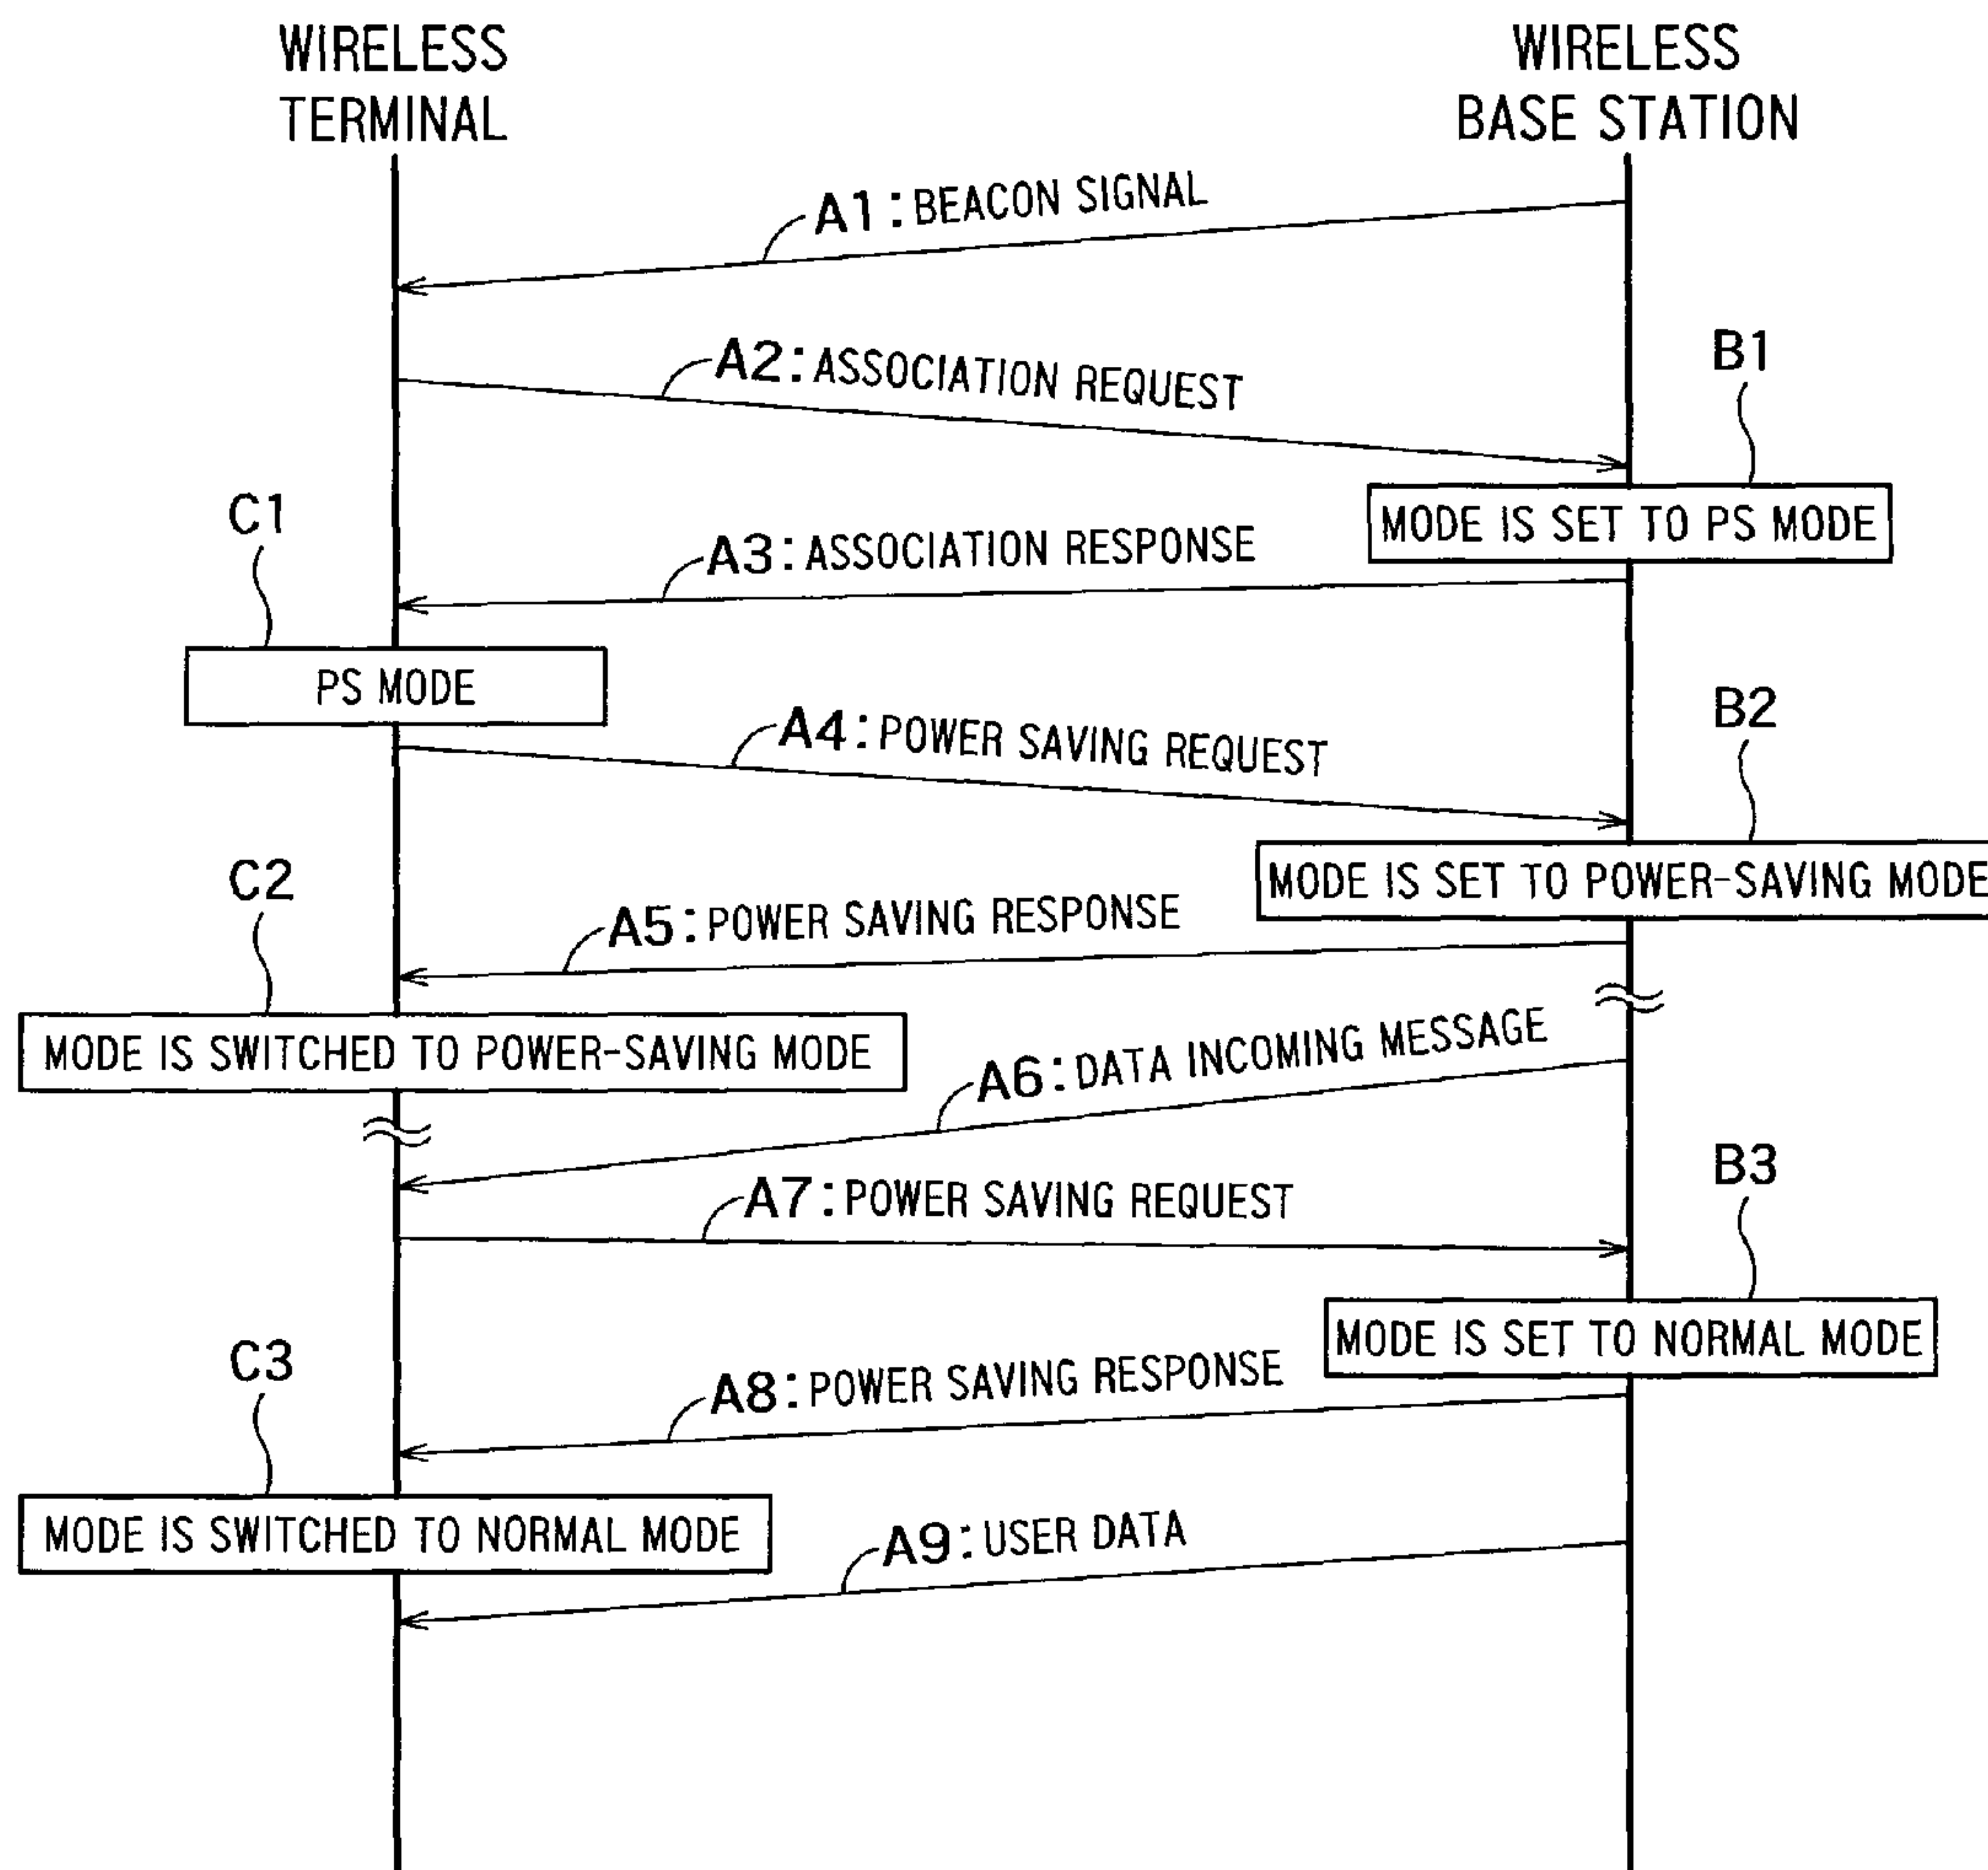 WIRELESS
TERMINAL
WIRELESS
BASE STATION
A1: BEACON SIGNAL
A2: ASSOCIATION REQUEST
B1
MODE IS SET TO PS MODE
C1
A3: ASSOCIATION RESPONSE
PS MODE
A4: POWER SAVING REQUEST
B2
MODE IS SET TO POWER-SAVING MODE
C2
A5: POWER SAVING RESPONSE
MODE IS SWITCHED TO POWER-SAVING MODE
A6: DATA INCOMING MESSAGE
A7: POWER SAVING REQUEST
B3
MODE IS SET TO NORMAL MODE
C3
A8: POWER SAVING RESPONSE
MODE IS SWITCHED TO NORMAL MODE
A9: USER DATA